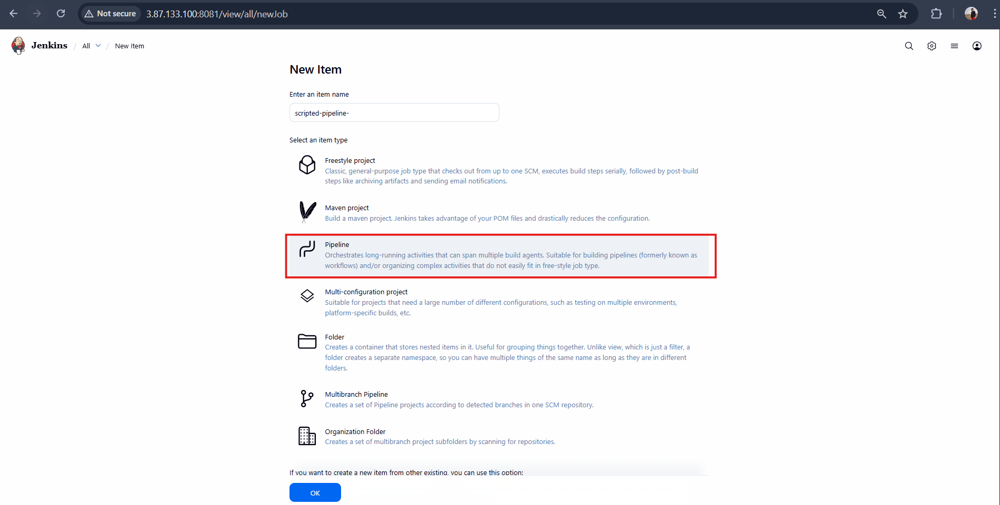 Not secure 3.87.133.100:8081/view/all/newJob
Jenkins / All / New Item
New Item
Enter an item name
scripted-pipeline-
Select an item type
Freestyle project
Classic, general-purpose job type that checks out from up to one SCM, executes build steps serially, followed by post-build
steps like archiving artifacts and sending email notifications.
Maven project
Build a maven project. Jenkins takes advantage of your POM files and drastically reduces the configuration.
Pipeline
Orchestrates long-running activities that can span multiple build agents. Suitable for building pipelines (formerly known as
workflows) and/or organizing complex activities that do not easily fit in free-style job type.
Multi-configuration project
Suitable for projects that need a large number of different configurations, such as testing on multiple environments,
platform-specific builds, etc.
Folder
Creates a container that stores nested items in it. Useful for grouping things together. Unlike view, which is just a filter, a
folder creates a separate namespace, so you can have multiple things of the same name as long as they are in different
folders.
Multibranch Pipeline
Creates a set of Pipeline projects according to detected branches in one SCM repository.
Organization Folder
Creates a set of multibranch project subfolders by scanning for repositories.
If you want to create a new item from other existing, you can use this option:
OK